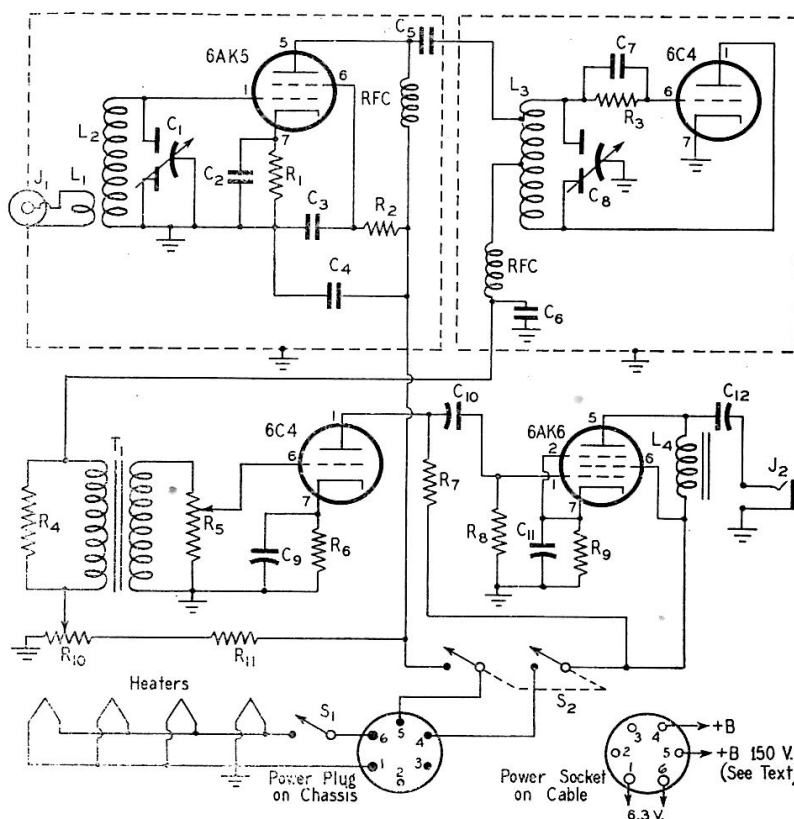 6AK5
5
6
1
7
C5
RFC
L2
C1
J1
L1
C2
R1
C3
R2
C4
6C4
1
C7
L3
R3
6
7
C8
RFC
C6
6C4
1
6
7
C10
6AK6
5
2
6
1
7
C12
L4
J2
T1
R4
R5
C9
R6
R7
R8
C11
R9
R10
R11
Heaters
S1
S2
6
5
4
1
2
3
Power Plug
on Chassis
3
4
2
5
1
6
+B
+B 150 V.
(See Text)
Power Socket
on Cable
6.3 V.